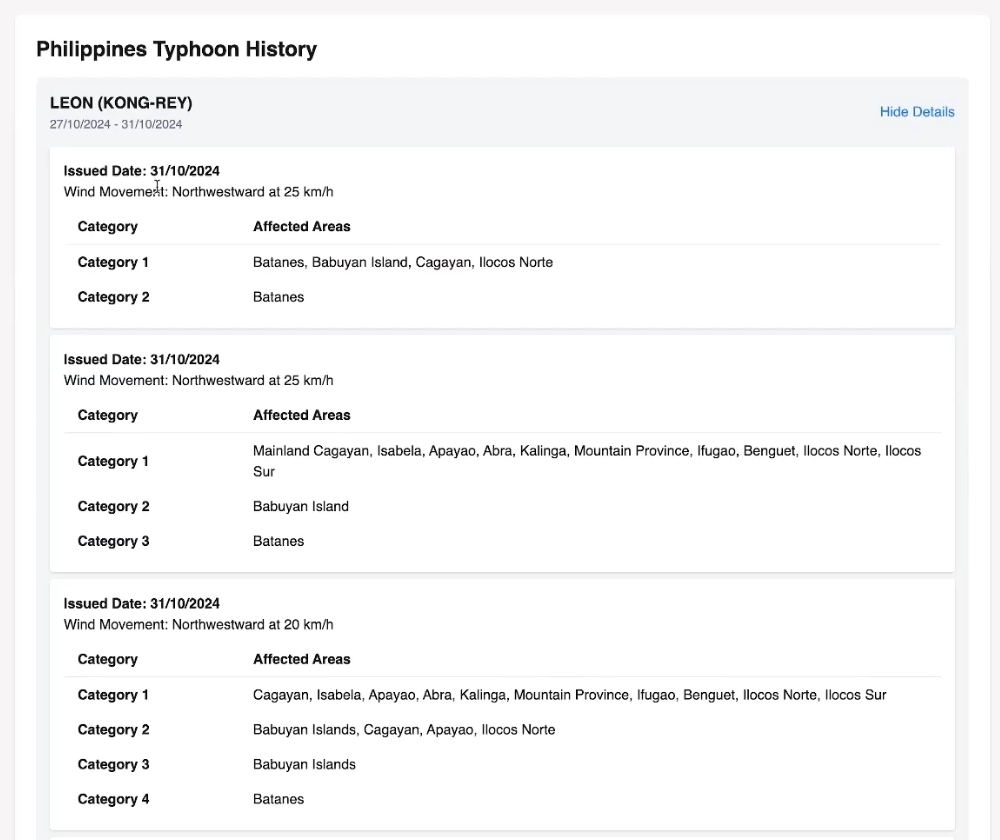 Philippines Typhoon History
LEON (KONG-REY)
27/10/2024 - 31/10/2024
Hide Details
Issued Date: 31/10/2024
Wind Movement: Northwestward at 25 km/h
Category Affected Areas
Category 1 Batanes, Babuyan Island, Cagayan, Ilocos Norte
Category 2 Batanes
Issued Date: 31/10/2024
Wind Movement: Northwestward at 25 km/h
Category Affected Areas
Category 1 Mainland Cagayan, Isabela, Apayao, Abra, Kalinga, Mountain Province, Ifugao, Benguet, Ilocos Norte, Ilocos
Sur
Category 2 Babuyan Island
Category 3 Batanes
Issued Date: 31/10/2024
Wind Movement: Northwestward at 20 km/h
Category Affected Areas
Category 1 Cagayan, Isabela, Apayao, Abra, Kalinga, Mountain Province, Ifugao, Benguet, Ilocos Norte, Ilocos Sur
Category 2 Babuyan Islands, Cagayan, Apayao, Ilocos Norte
Category 3 Babuyan Islands
Category 4 Batanes